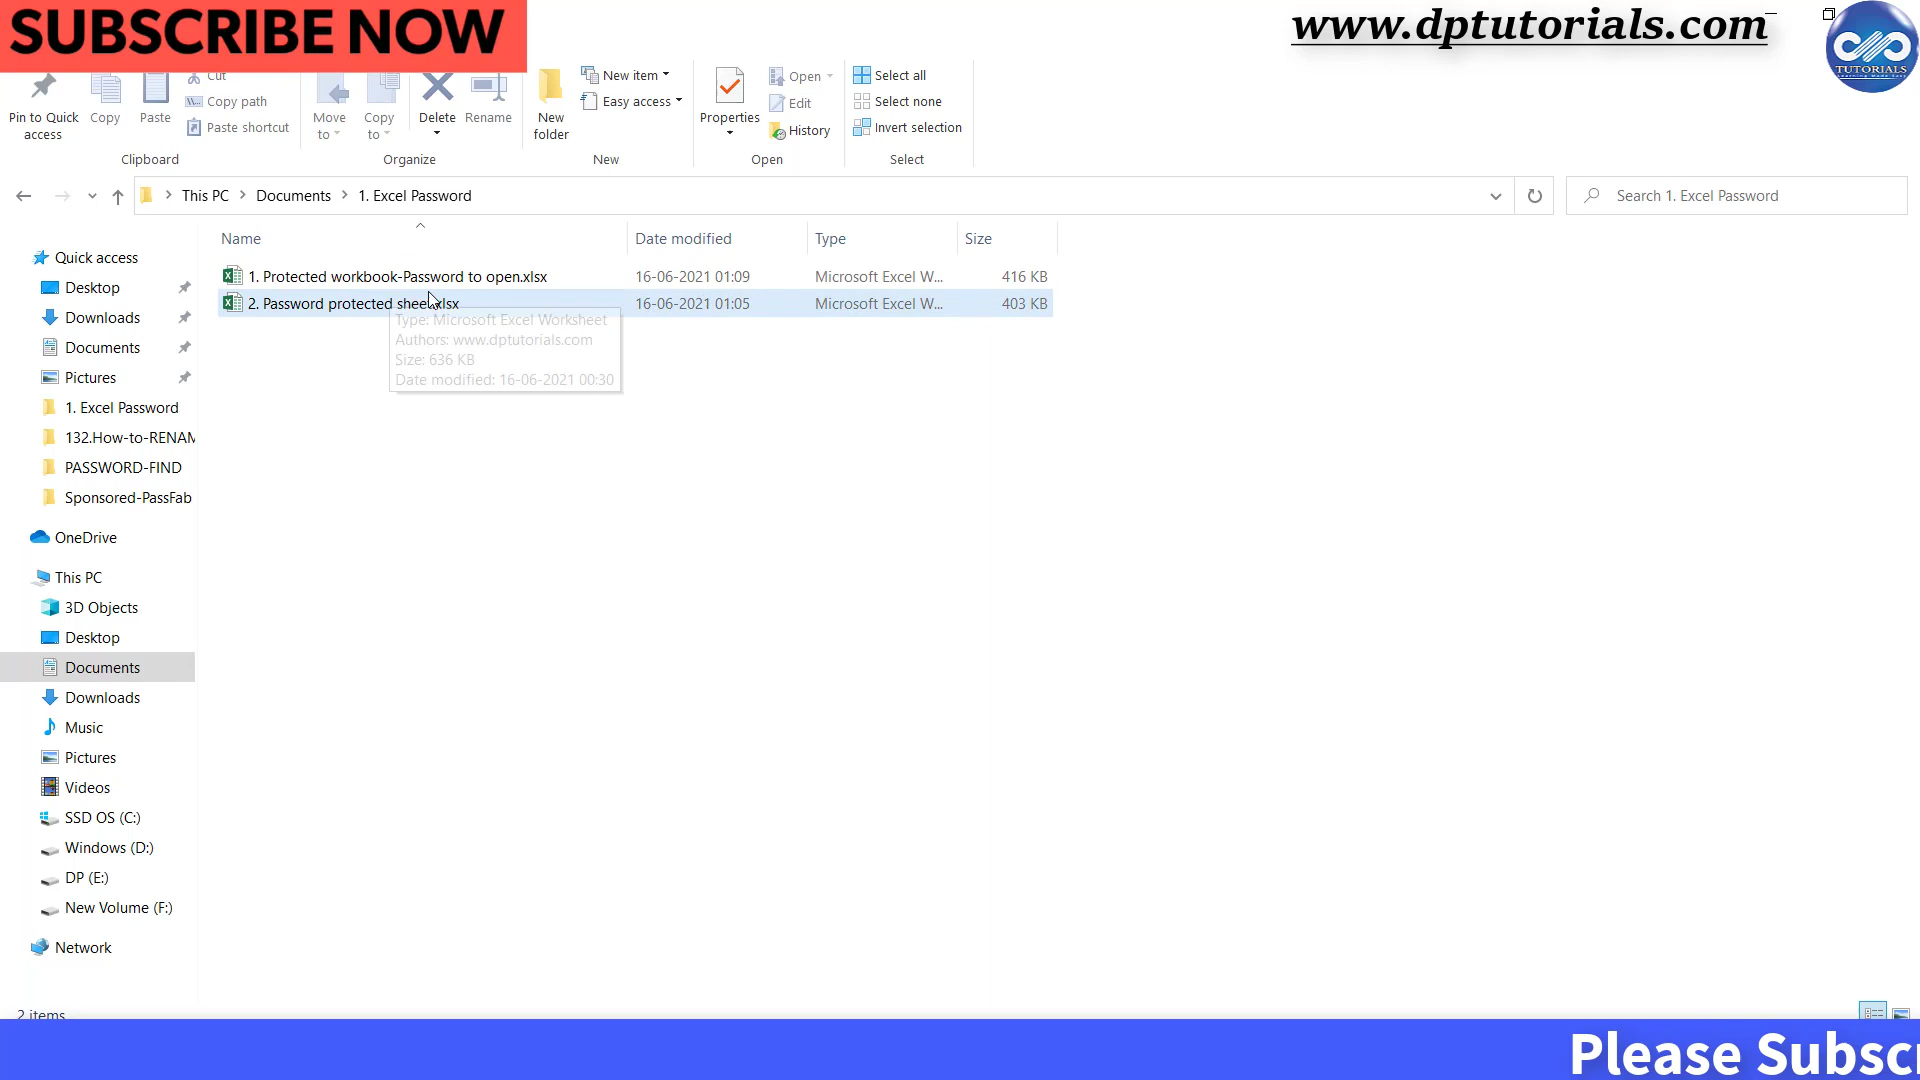 SUBSCRIBE NOW
www.dptutorials.com
TUTORIALS
Pin to Quick access
Copy
Paste
Cut
Copy path
Paste shortcut
Clipboard
Move to
Copy to
Delete
Rename
Organize
New folder
New item
Easy access
New
Properties
Open
Edit
History
Open
Select all
Select none
Invert selection
Select
This PC
Documents
1. Excel Password
Search 1. Excel Password
Name
Date modified
Type
Size
1. Protected workbook-Password to open.xlsx 16-06-2021 01:09 Microsoft Excel W... 416 KB
2. Password protected sheet.xlsx 16-06-2021 01:05 Microsoft Excel W... 403 KB
Type: Microsoft Excel Worksheet
Authors: www.dptutorials.com
Size: 636 KB
Date modified: 16-06-2021 00:30
Quick access
Desktop
Downloads
Documents
Pictures
1. Excel Password
132.How-to-RENAM
PASSWORD-FIND
Sponsored-PassFab
OneDrive
This PC
3D Objects
Desktop
Documents
Downloads
Music
Pictures
Videos
SSD OS (C:)
Windows (D:)
DP (E:)
New Volume (F:)
Network
2 items
Please Subsc